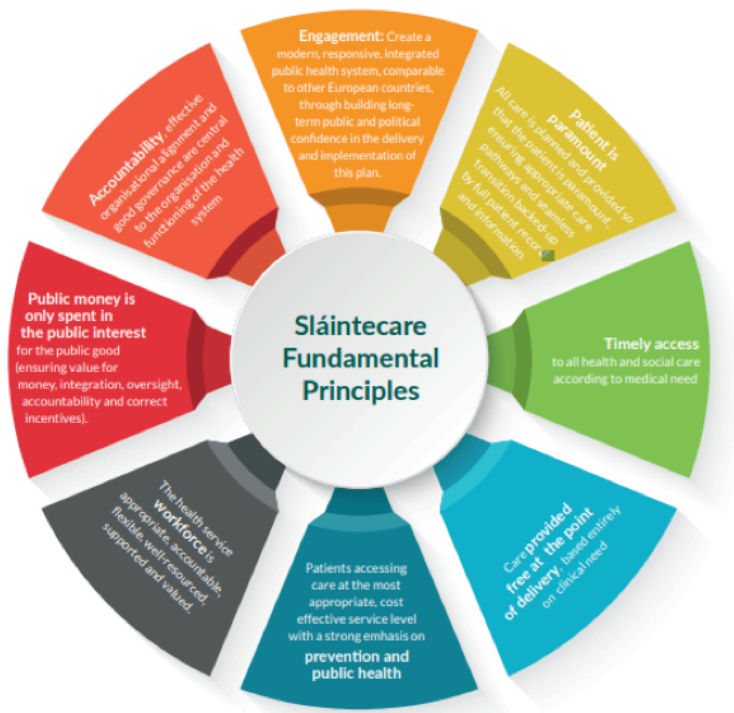 Sláintecare
Fundamental
Principles
Engagement: Create a
modern, responsive, integrated
public health system, comparable
to other European countries,
through building long-
term public and political
confidence in the delivery
and implementation of
this plan.
Patient is
paramount
All care is planned and provided so
that the patient is paramount,
ensuring appropriate care
pathways and seamless
transition backed-up
by full patient record
and information.
Timely access
to all health and social care
according to medical need
Care provided
free at the point
of delivery, based entirely
on clinical need
Patients accessing
care at the most
appropriate, cost
effective service level
with a strong emhasis on
prevention and
public health
The health service
workforce is
appropriate, accountable,
flexible, well-resourced,
supported and valued.
Public money is
only spent in
the public interest
for the public good
(ensuring value for
money, integration, oversight,
accountability and correct
incentives).
Accountability, effective
organisational alignment and
good governance are central
to the organisation and
functioning of the health
system